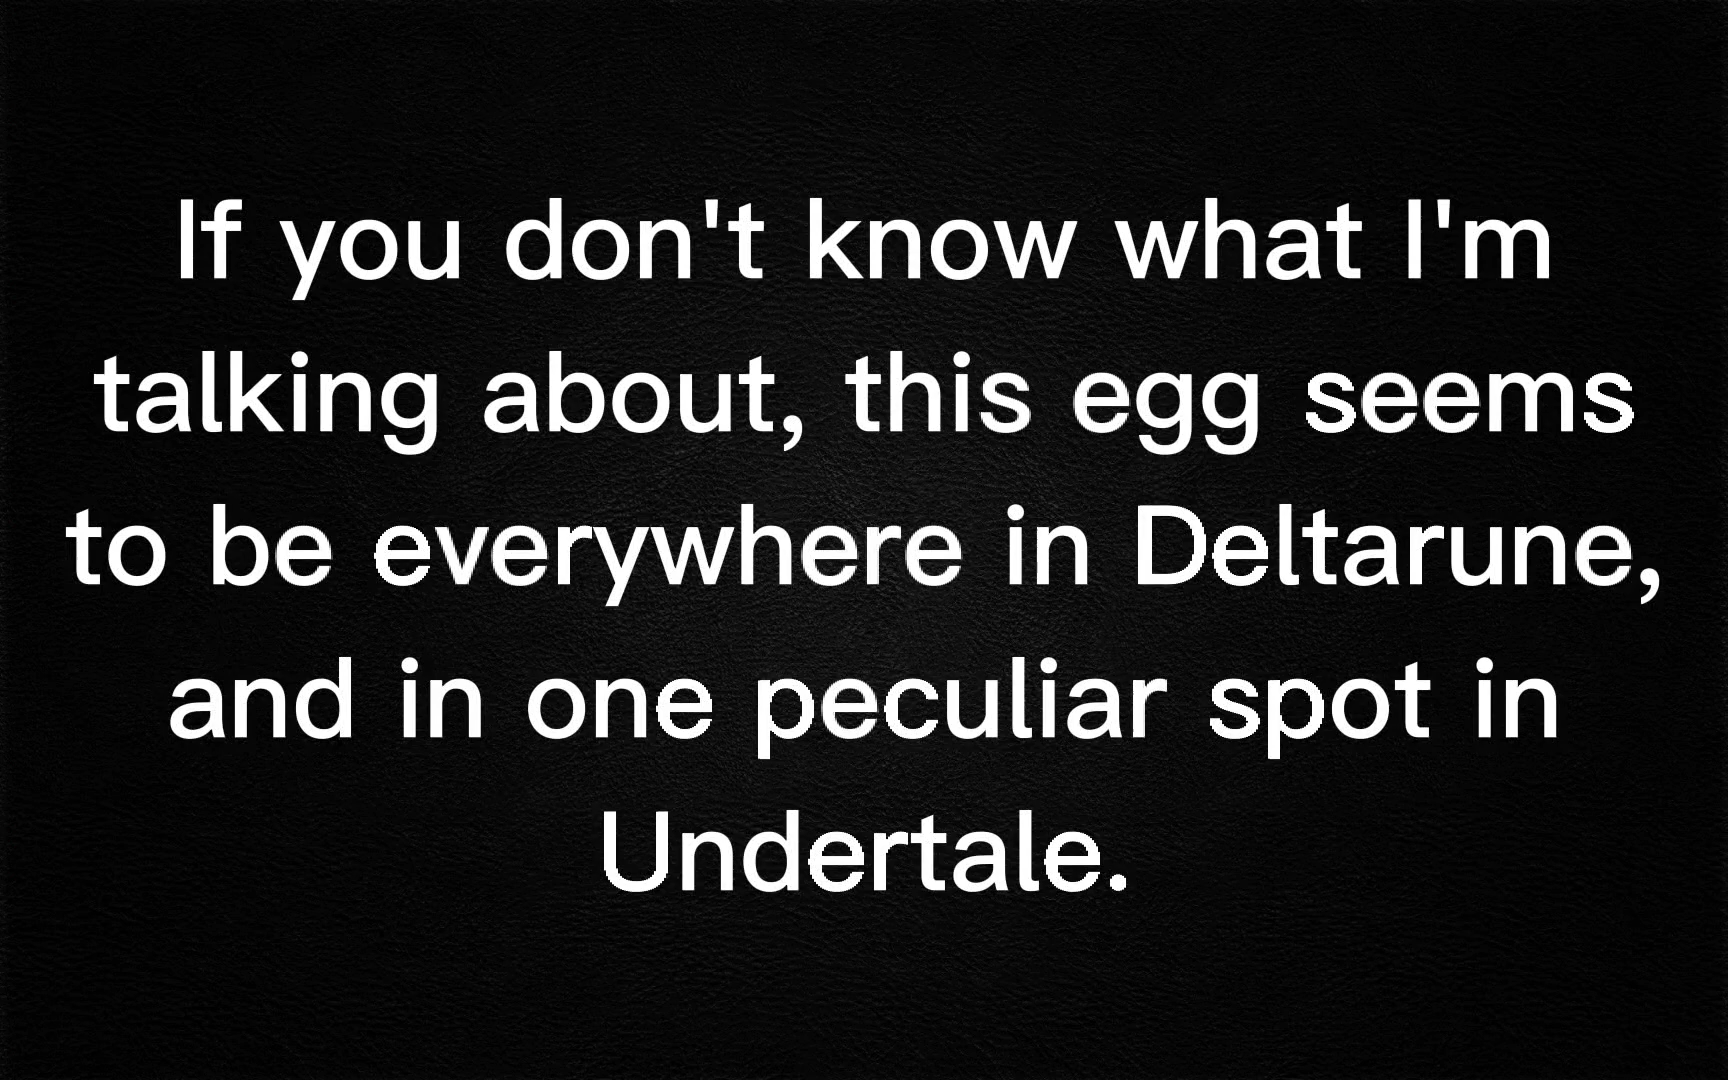 If you don't know what I'm
talking about, this egg seems
to be everywhere in Deltarune,
and in one peculiar spot in
Undertale.